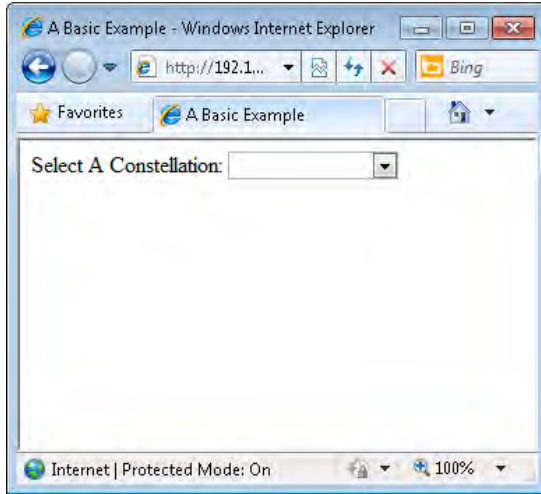 A Basic Example - Windows Internet Explorer
http://192.1...
Bing
Favorites
A Basic Example
Select A Constellation:
Internet | Protected Mode: On
100%